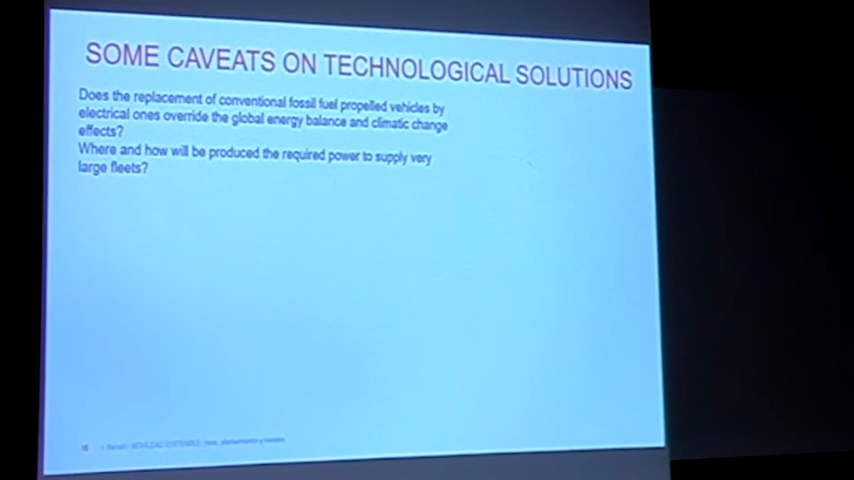 SOME CAVEATS ON TECHNOLOGICAL SOLUTIONS
Does the replacement of conventional fossil fuel propelled vehicles by
electrical ones override the global energy balance and climatic change
effects?
Where and how will be produced the required power to supply very
large fleets?
MOVILIDAD SOSTENIBLE: